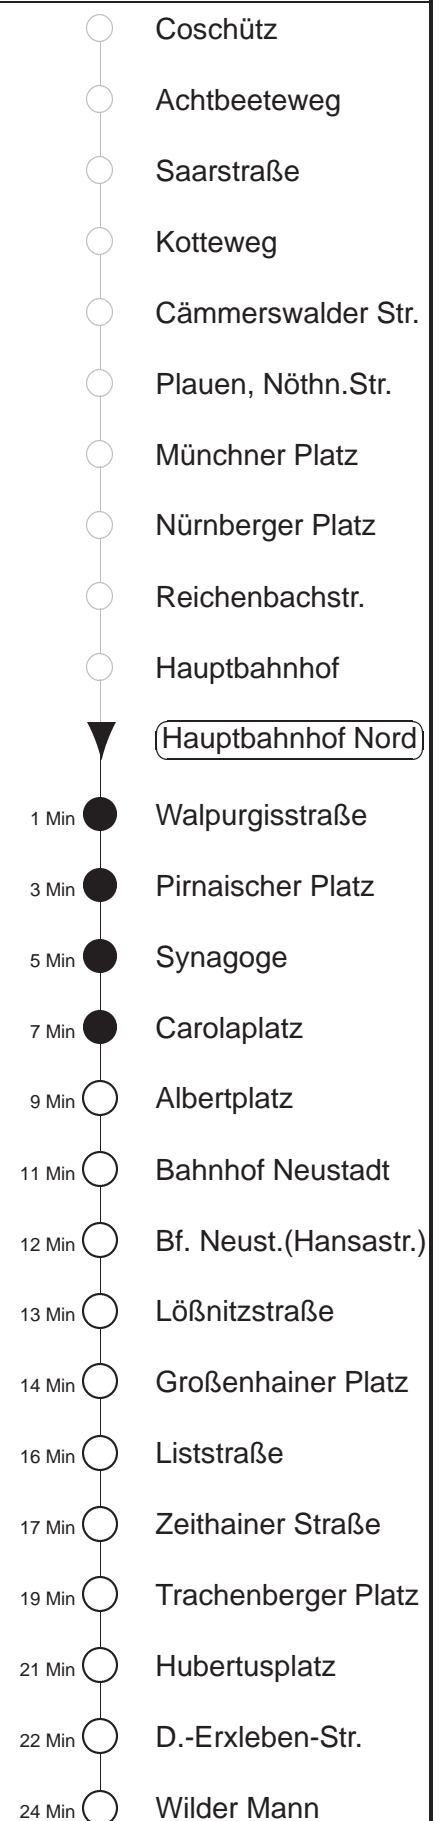 Coschütz
Achtbeeteweg
Saarstraße
Kotteweg
Cämmerswalder Str.
Plauen, Nöthn.Str.
Münchner Platz
Nürnberger Platz
Reichenbachstr.
Hauptbahnhof
Hauptbahnhof Nord
1 Min Walpurgisstraße
3 Min Pirnaischer Platz
5 Min Synagoge
7 Min Carolaplatz
9 Min Albertplatz
11 Min Bahnhof Neustadt
12 Min Bf. Neust.(Hansastr.)
13 Min Lößnitzstraße
14 Min Großenhainer Platz
16 Min Liststraße
17 Min Zeithainer Straße
19 Min Trachenberger Platz
21 Min Hubertusplatz
22 Min D.-Erxleben-Str.
24 Min Wilder Mann